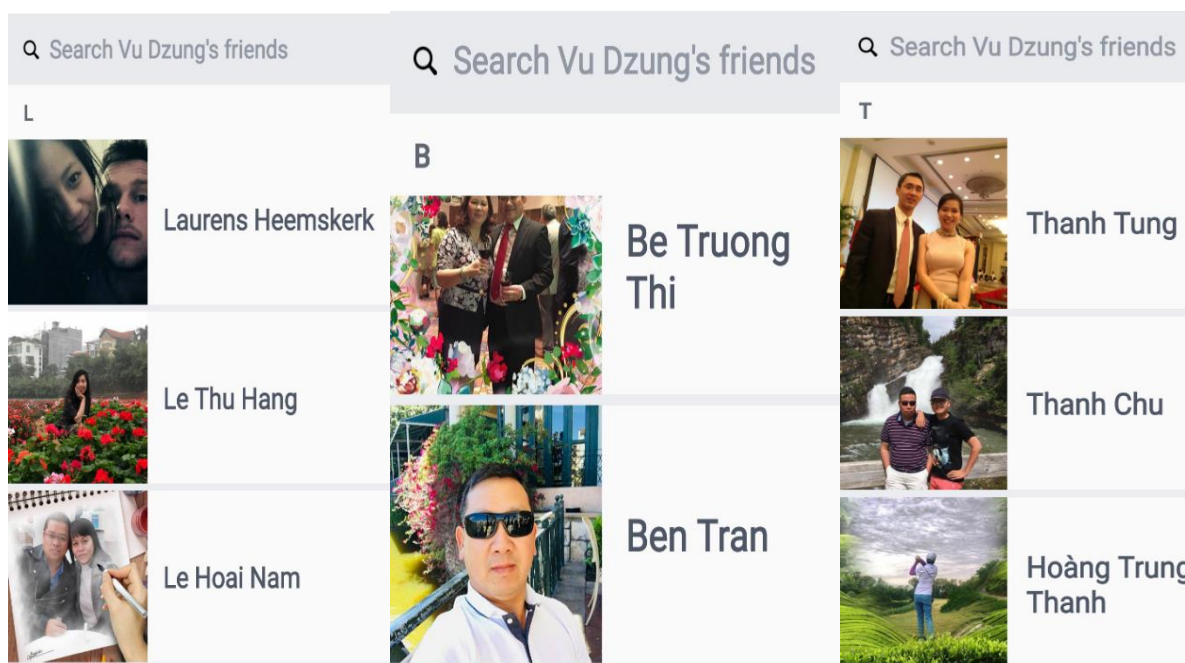 Search Vu Dzung's friends
L
Laurens Heemskerk
Le Thu Hang
Le Hoai Nam
Search Vu Dzung's friends
B
Be Truong
Thi
Ben Tran
Search Vu Dzung's friends
T
Thanh Tung
Thanh Chu
Hoàng Trung
Thanh